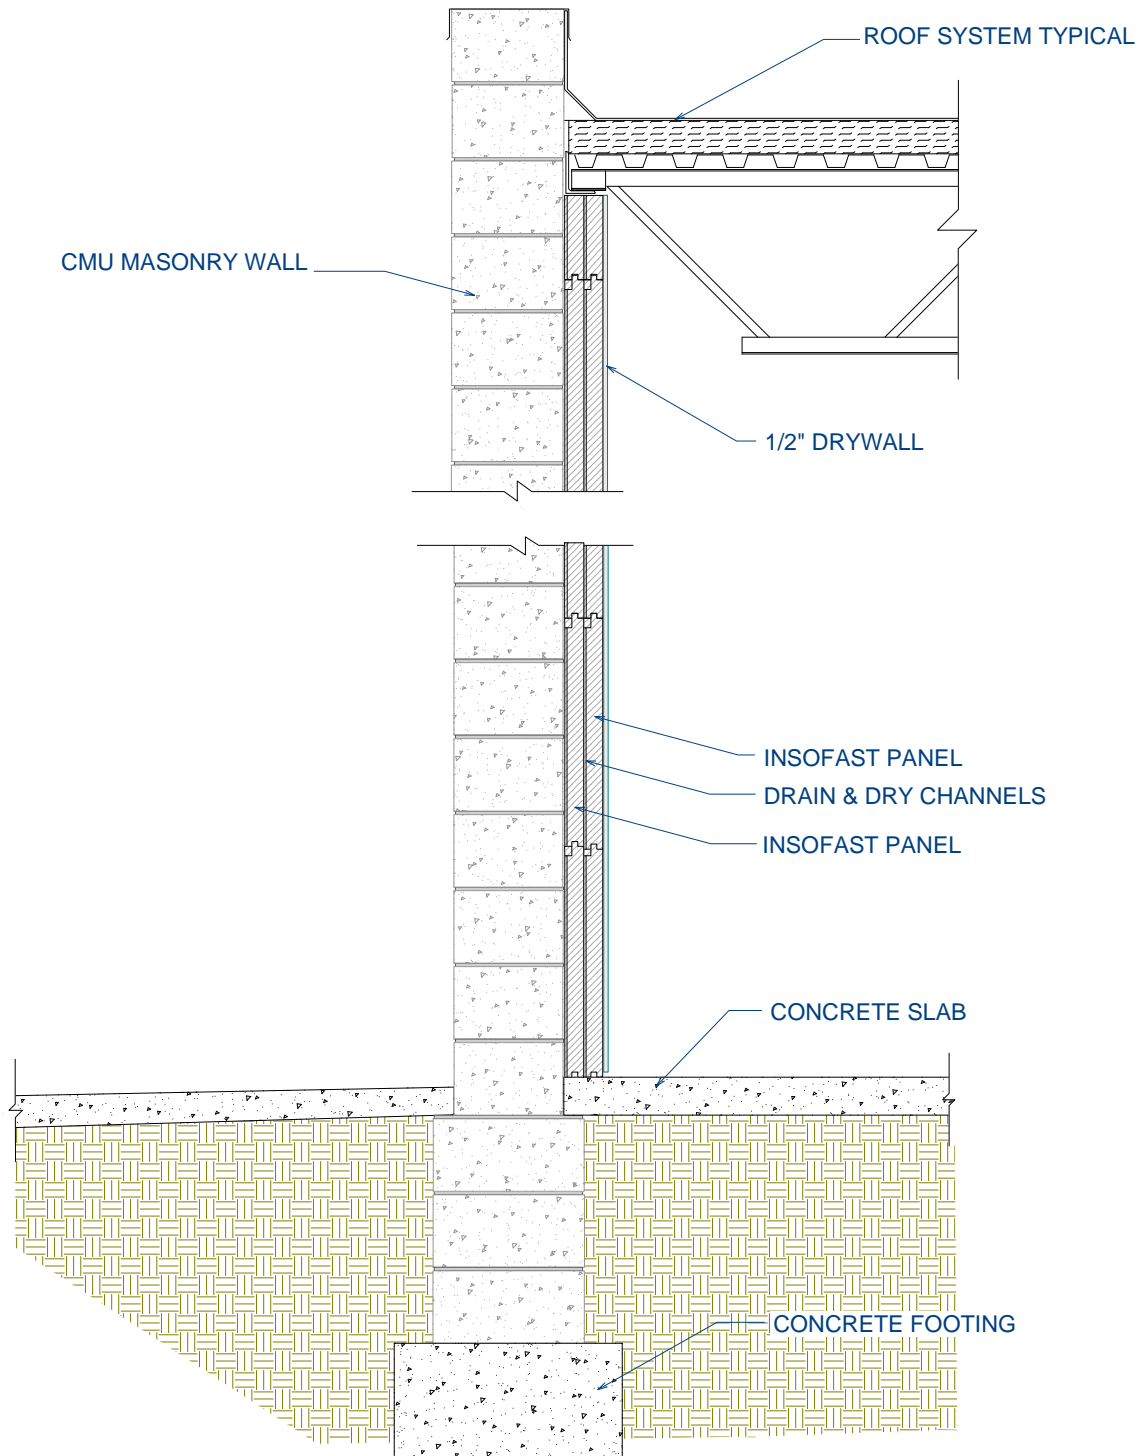 ROOF SYSTEM TYPICAL
CMU MASONRY WALL
1/2" DRYWALL
INSOFAST PANEL
DRAIN & DRY CHANNELS
INSOFAST PANEL
CONCRETE SLAB
CONCRETE FOOTING